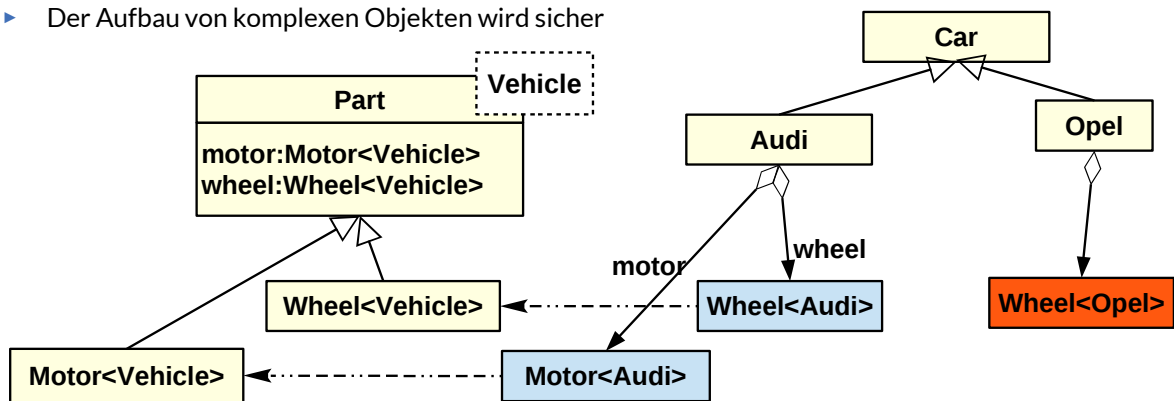 ► Der Aufbau von komplexen Objekten wird sicher
Car
Vehicle
Part
motor:Motor<Vehicle>
wheel:Wheel<Vehicle>
Audi
Opel
motor
wheel
Wheel<Vehicle>
Wheel<Audi>
Wheel<Opel>
Motor<Vehicle>
Motor<Audi>